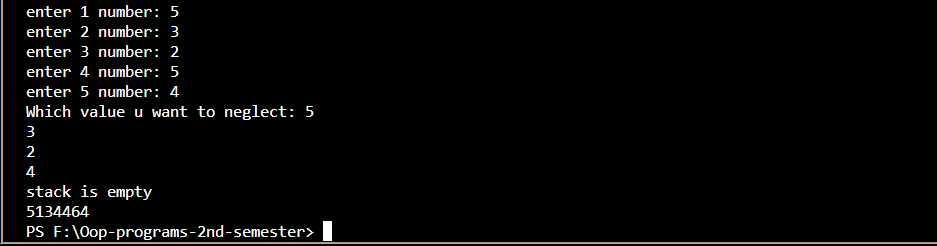 enter 1 number: 5
enter 2 number: 3
enter 3 number: 2
enter 4 number: 5
enter 5 number: 4
Which value u want to neglect: 5
3
2
4
stack is empty
5134464
PS F:\Oop-programs-2nd-semester>